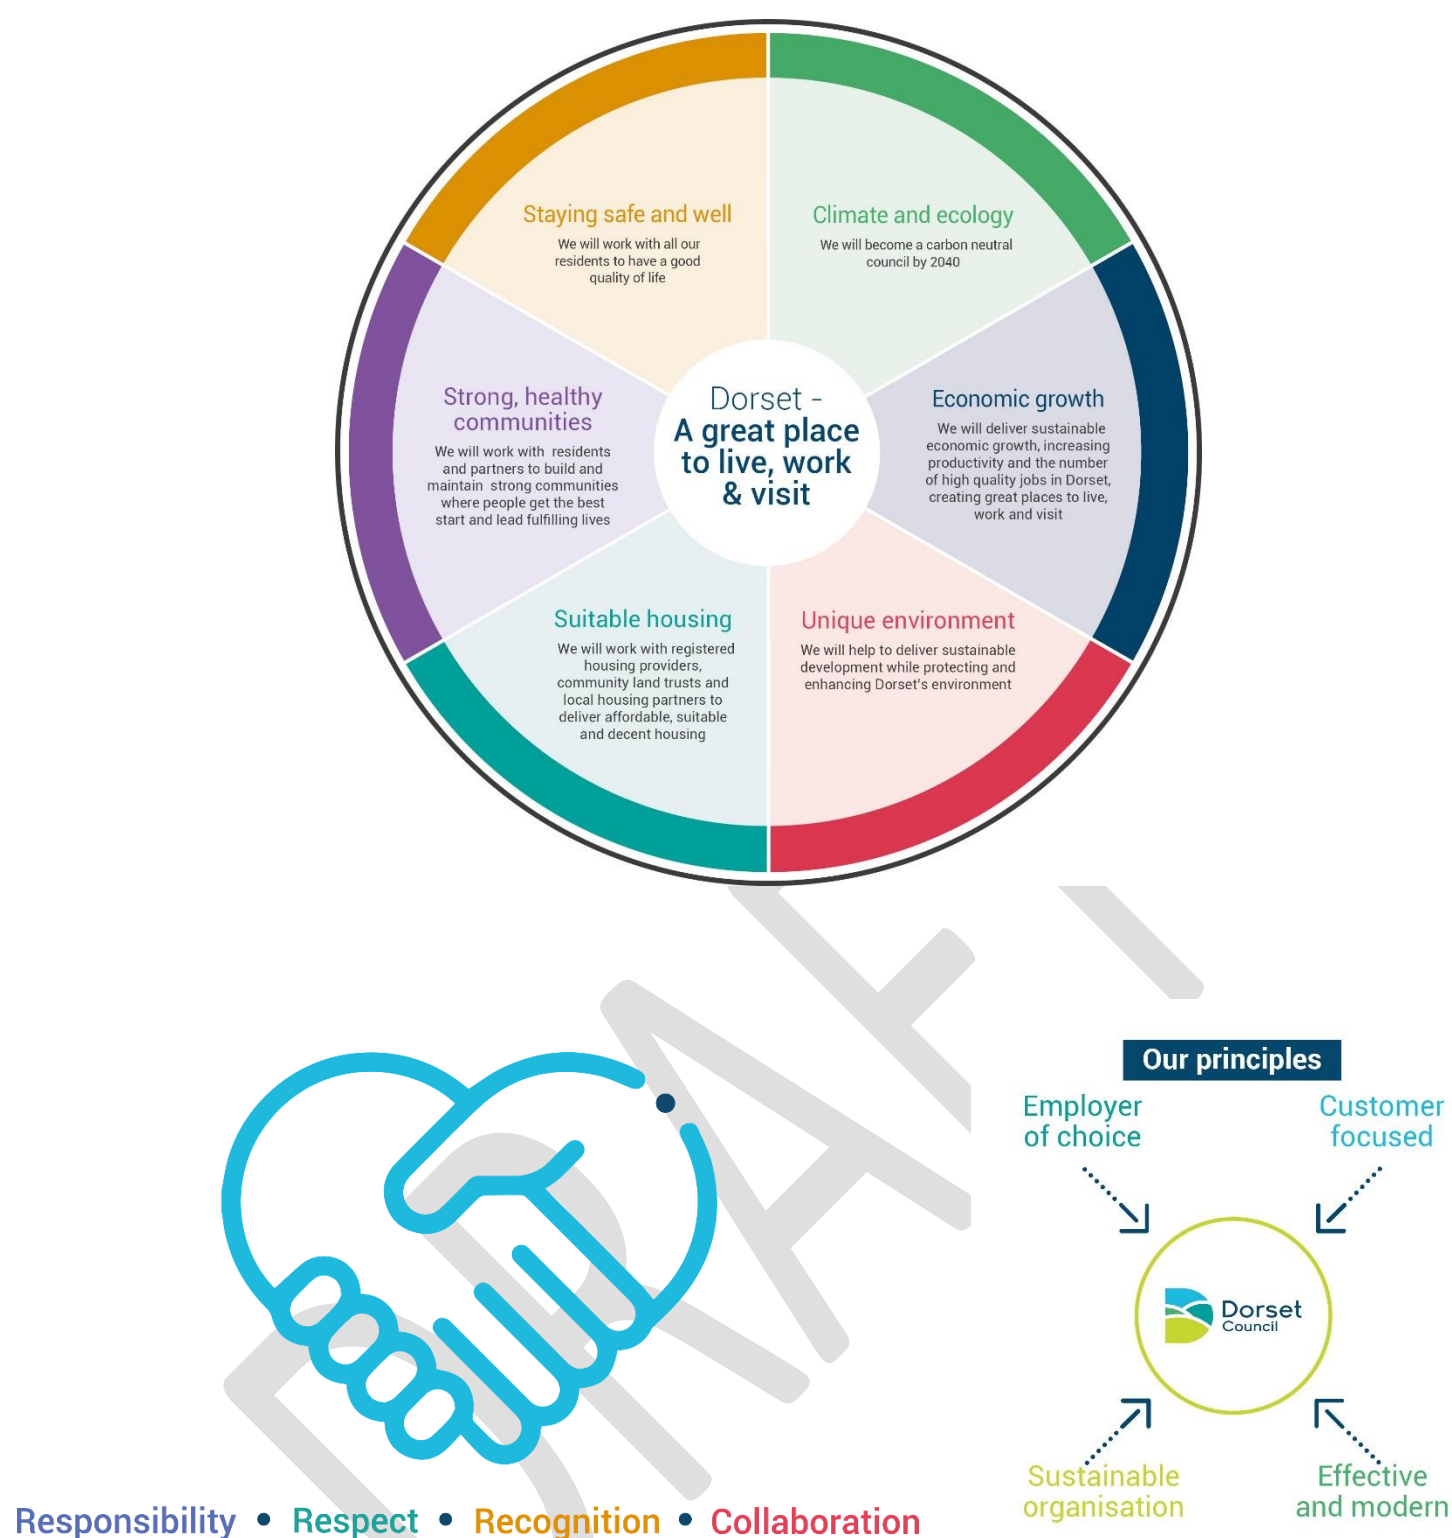 Staying safe and well
We will work with all our
residents to have a good
quality of life
Climate and ecology
We will become a carbon neutral
council by 2040
Strong, healthy
communities
We will work with residents
and partners to build and
maintain strong communities
where people get the best
start and lead fulfilling lives
Dorset -
A great place
to live, work
& visit
Economic growth
We will deliver sustainable
economic growth, increasing
productivity and the number
of high quality jobs in Dorset,
creating great places to live,
work and visit
Suitable housing
We will work with registered
housing providers,
community land trusts and
local housing partners to
deliver affordable, suitable
and decent housing
Unique environment
We will help to deliver sustainable
development while protecting and
enhancing Dorset's environment
DRAFT
Our principles
Employer
of choice
Customer
focused
Dorset
Council
Sustainable
organisation
Effective
and modern
Responsibility • Respect • Recognition • Collaboration